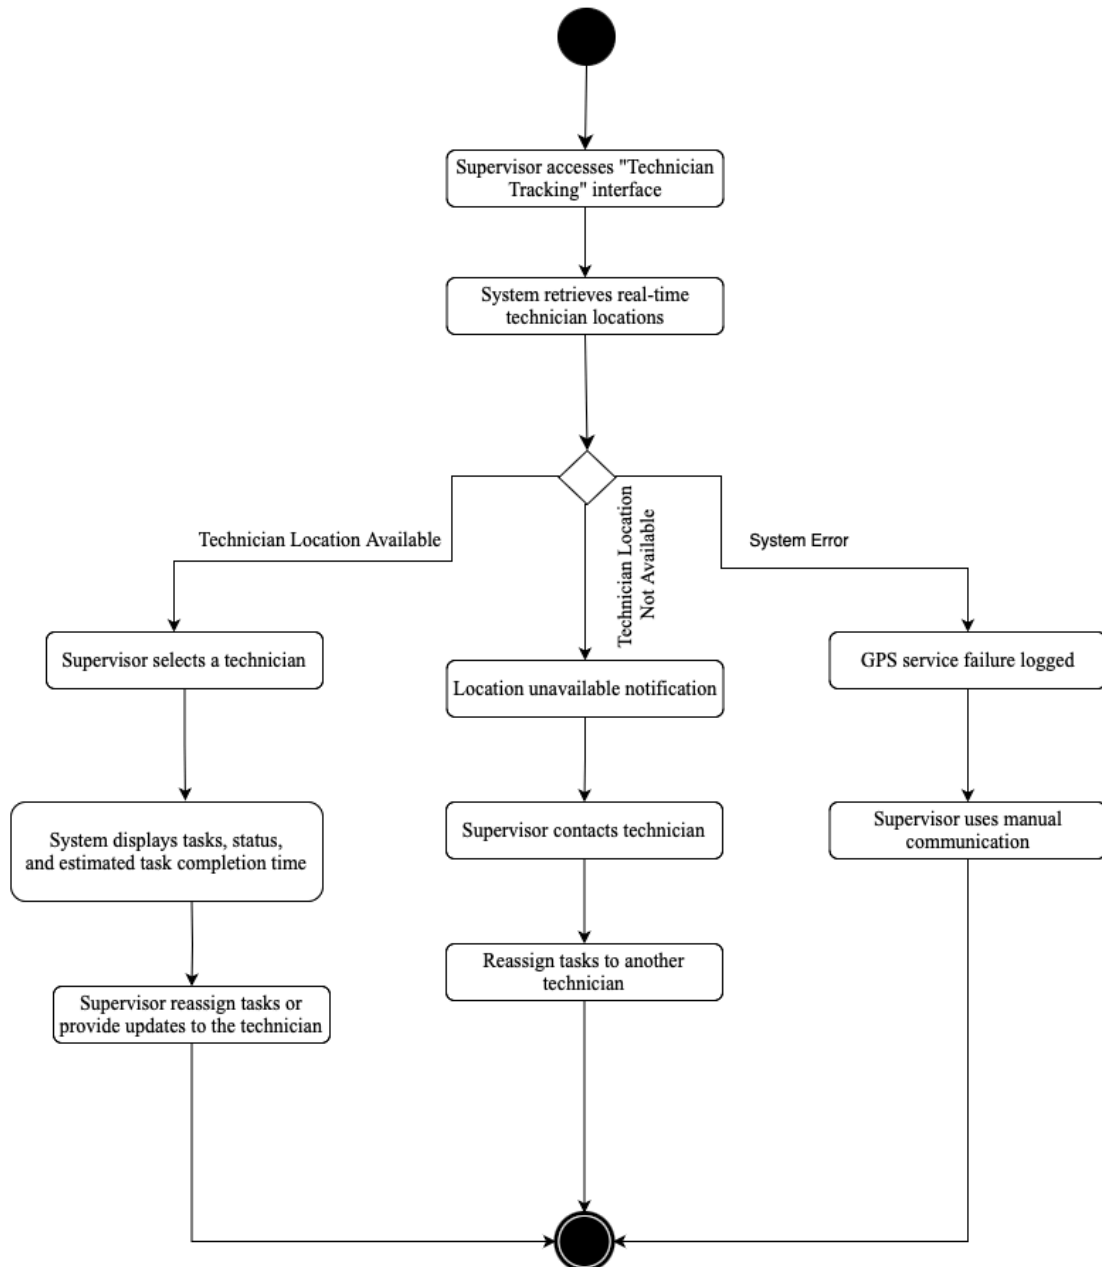 Supervisor accesses "Technician
Tracking" interface
System retrieves real-time
technician locations
Technician Location Available
Technician Location
Not Available
System Error
Supervisor selects a technician
Location unavailable notification
GPS service failure logged
System displays tasks, status,
and estimated task completion time
Supervisor contacts technician
Supervisor uses manual
communication
Reassign tasks to another
technician
Supervisor reassign tasks or
provide updates to the technician